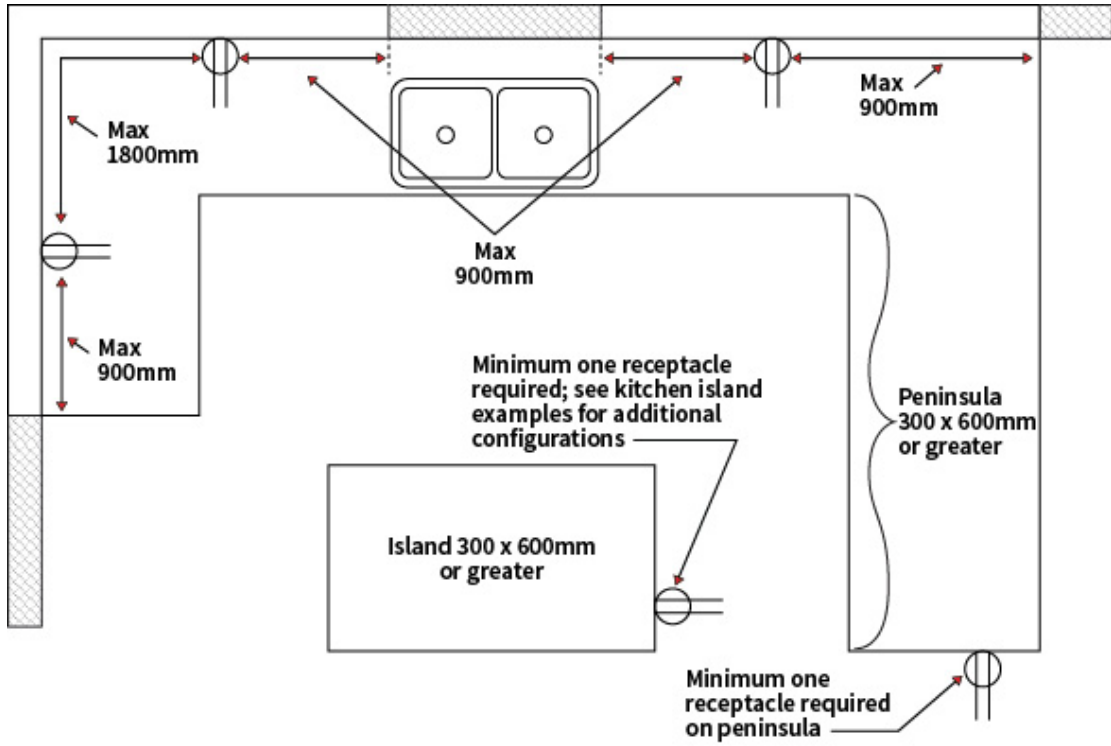 Max
900mm
Max
1800mm
Max
900mm
Max
900mm
Minimum one receptacle
required; see kitchen island
examples for additional
configurations
Peninsula
300 x 600mm
or greater
Island 300 x 600mm
or greater
Minimum one
receptacle required
on peninsula